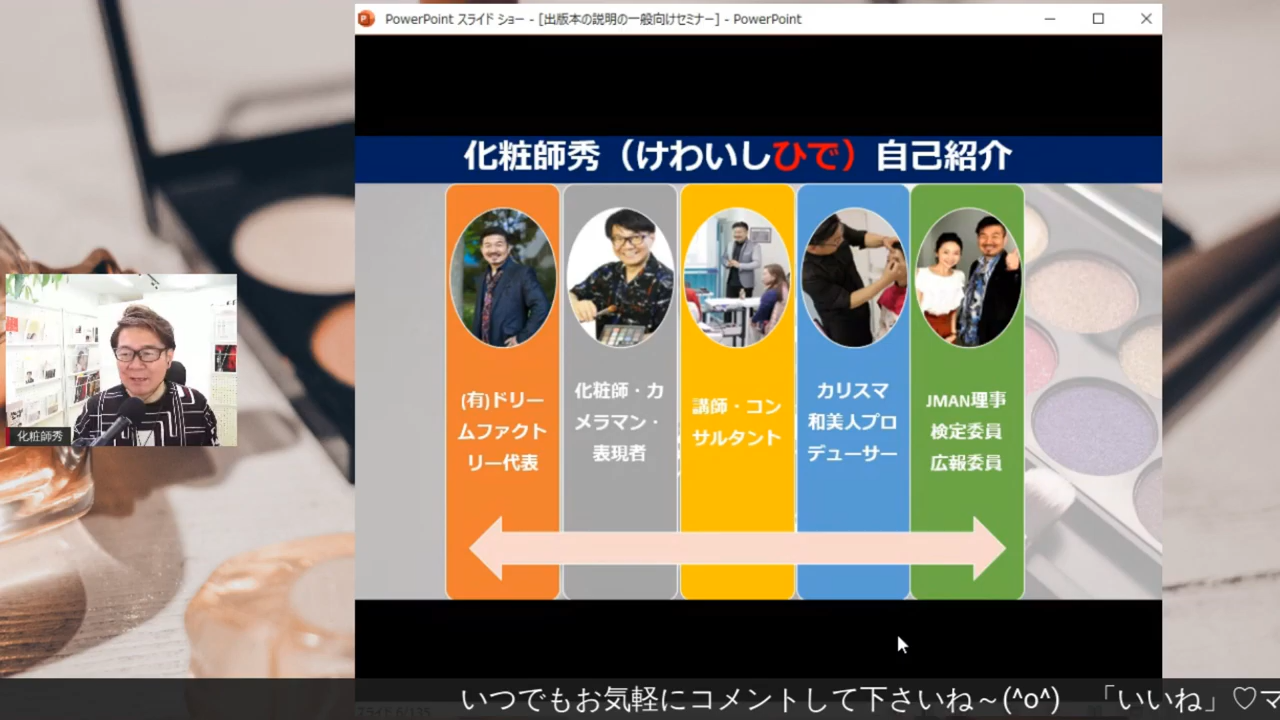 PowerPoint スライド ショー - [出版本の説明の一般向けセミナー] - PowerPoint
化粧師秀（けわいしひで）自己紹介
(有)ドリー
ムファクト
リー代表
化粧師・カ
メラマン・
表現者
講師・コン
サルタント
カリスマ
和美人プロ
デューサー
JMAN理事
検定委員
広報委員
化粧師秀
いつでもお気軽にコメントして下さいね～(^o^)　「いいね」♡マ
スライド 6/135